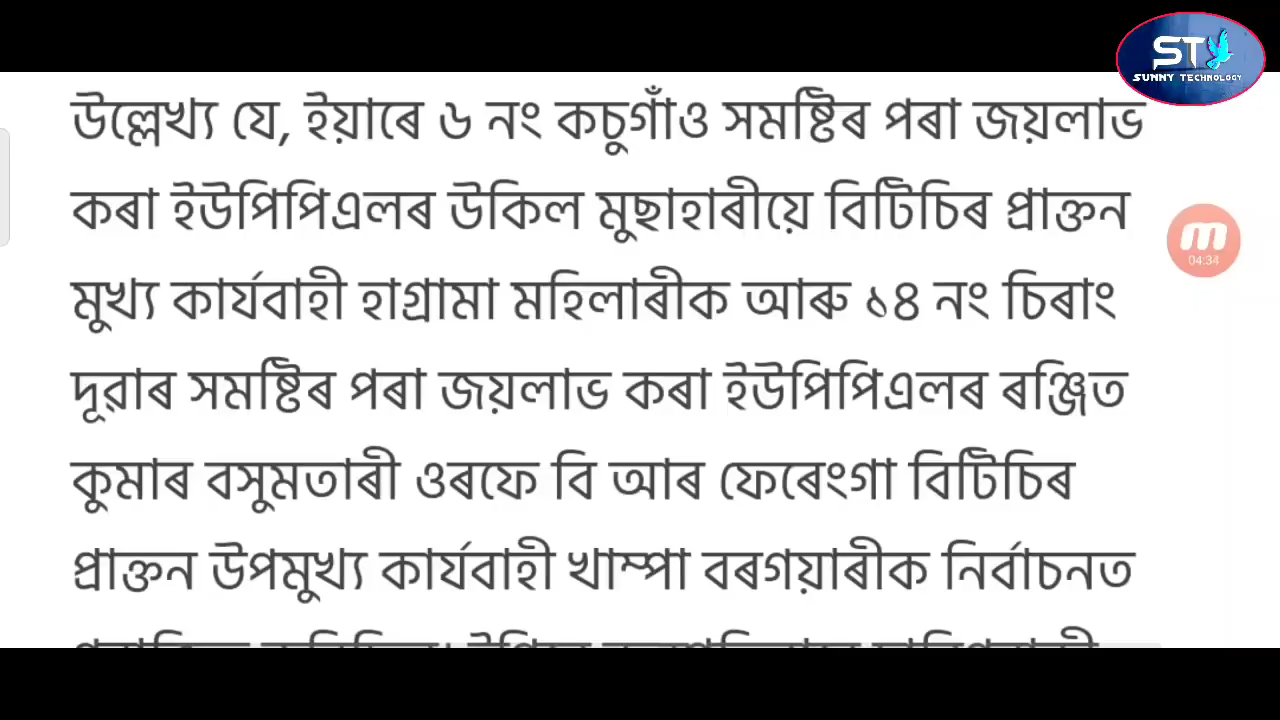 ST
SUNNY TECHNOLOGY
উল্লেখ্য যে, ইয়াৰে ৬ নং কচুগাঁও সমষ্টিৰ পৰা জয়লাভ
04:34
কৰা ইউপিপিএলৰ উকিল মুছাহাৰীয়ে বিটিচিৰ প্ৰাক্তন
মুখ্য কাৰ্যবাহী হাগ্ৰামা মহিলাৰীক আৰু ১৪ নং চিৰাং
দূৱাৰ সমষ্টিৰ পৰা জয়লাভ কৰা ইউপিপিএলৰ ৰঞ্জিত
কুমাৰ বসুমতাৰী ওৰফে বি আৰ ফেৰেংগা বিটিচিৰ
প্ৰাক্তন উপমুখ্য কাৰ্যবাহী খাম্পা বৰগয়াৰীক নিৰ্বাচনত